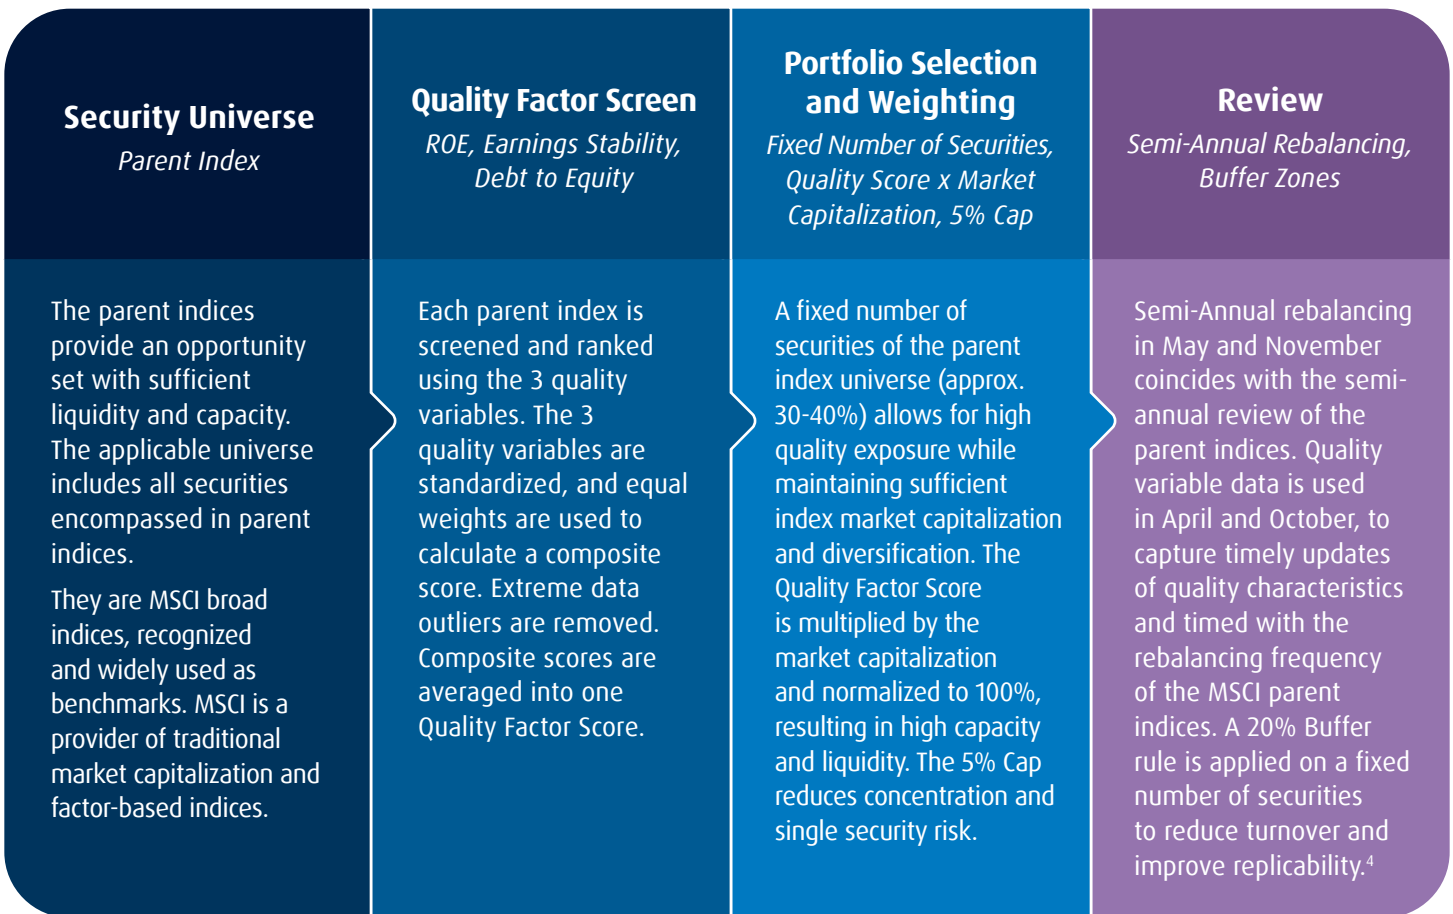 Security Universe
Parent Index
The parent indices
provide an opportunity
set with sufficient
liquidity and capacity.
The applicable universe
includes all securities
encompassed in parent
indices.
They are MSCI broad
indices, recognized
and widely used as
benchmarks. MSCI is a
provider of traditional
market capitalization and
factor-based indices.
Quality Factor Screen
ROE, Earnings Stability,
Debt to Equity
Each parent index is
screened and ranked
using the 3 quality
variables. The 3
quality variables are
standardized, and equal
weights are used to
calculate a composite
score. Extreme data
outliers are removed.
Composite scores are
averaged into one
Quality Factor Score.
Portfolio Selection
and Weighting
Fixed Number of Securities,
Quality Score x Market
Capitalization, 5% Cap
A fixed number of
securities of the parent
index universe (approx.
30-40%) allows for high
quality exposure while
maintaining sufficient
index market capitalization
and diversification. The
Quality Factor Score
is multiplied by the
market capitalization
and normalized to 100%,
resulting in high capacity
and liquidity. The 5% Cap
reduces concentration and
single security risk.
Review
Semi-Annual Rebalancing,
Buffer Zones
Semi-Annual rebalancing
in May and November
coincides with the semi-
annual review of the
parent indices. Quality
variable data is used
in April and October, to
capture timely updates
of quality characteristics
and timed with the
rebalancing frequency
of the MSCI parent
indices. A 20% Buffer
rule is applied on a fixed
number of securities
to reduce turnover and
improve replicability.4